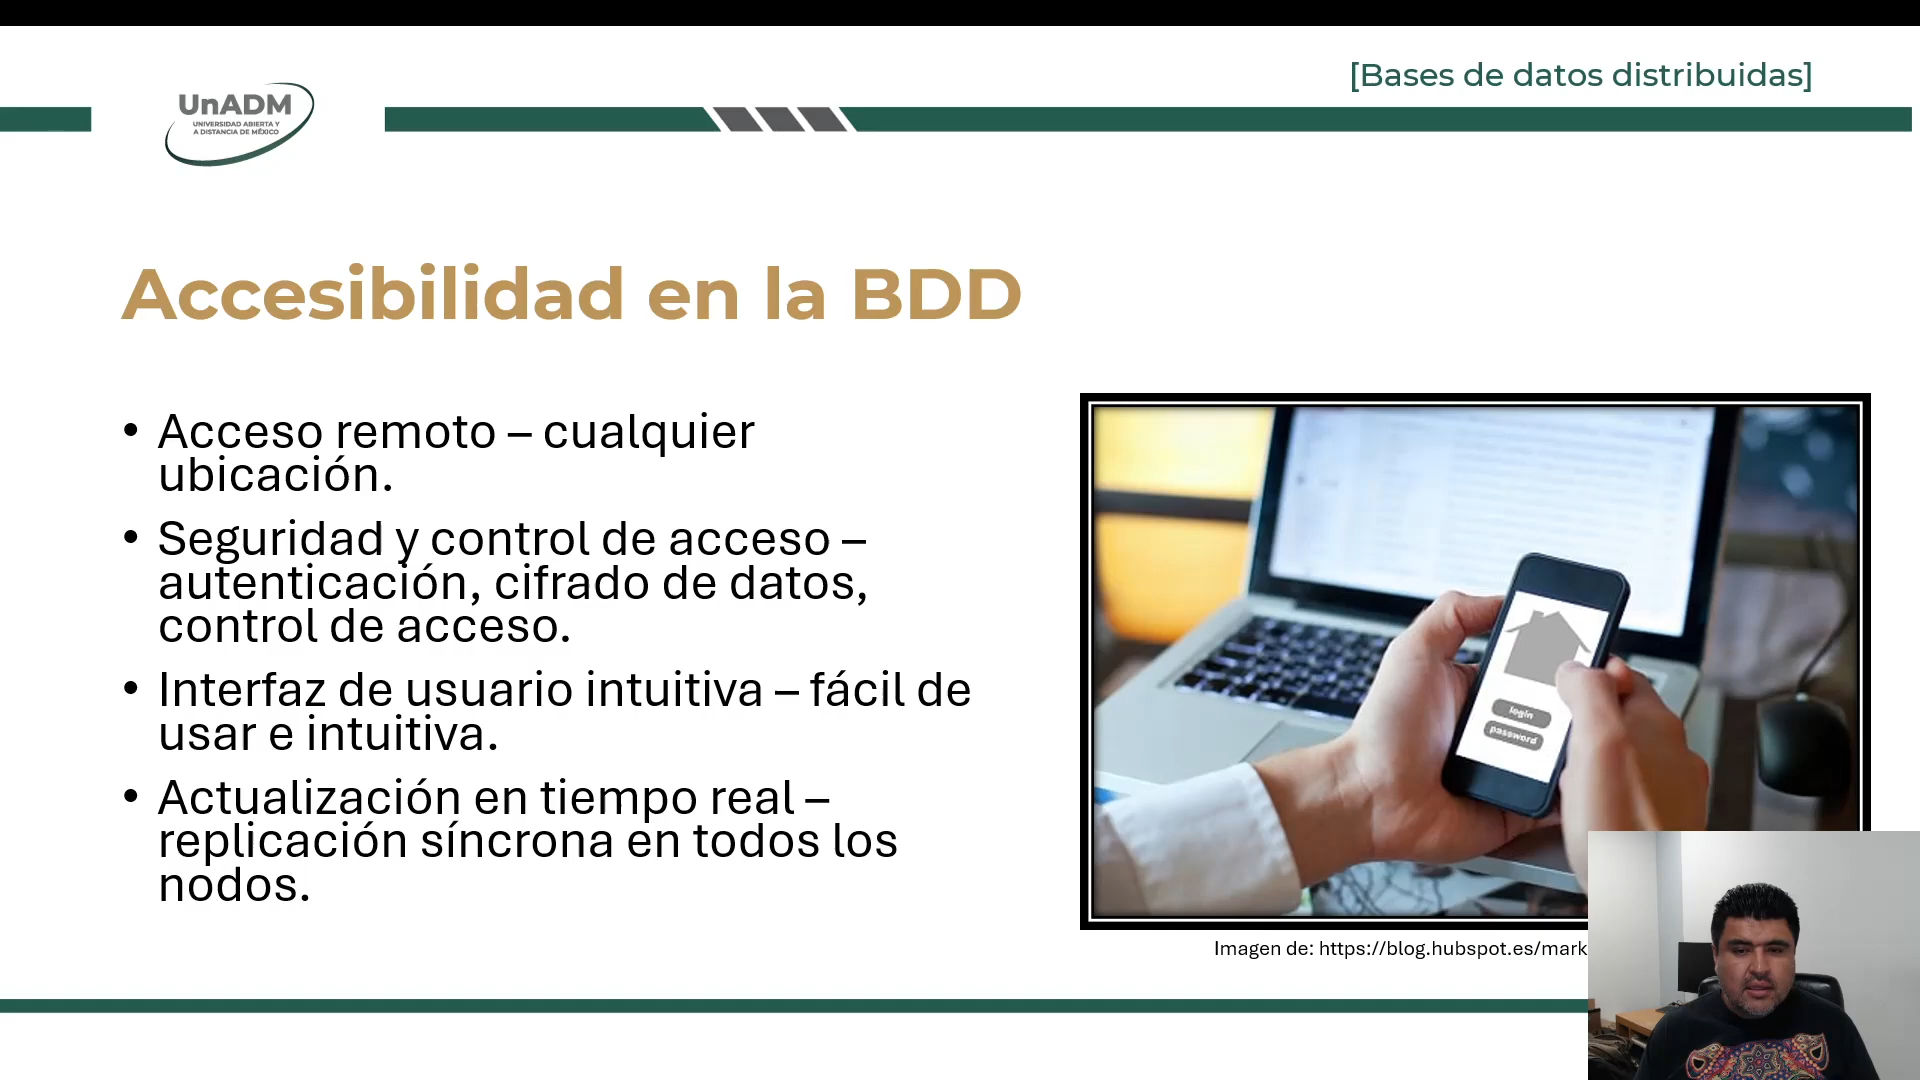 [Bases de datos distribuidas]
UnADM
UNIVERSIDAD ABIERTA Y
A DISTANCIA DE MÉXICO
Accesibilidad en la BDD
• Acceso remoto – cualquier
ubicación.
• Seguridad y control de acceso –
autenticación, cifrado de datos,
control de acceso.
• Interfaz de usuario intuitiva – fácil de
usar e intuitiva.
• Actualización en tiempo real –
replicación síncrona en todos los
nodos.
login
password
Imagen de: https://blog.hubspot.es/mark